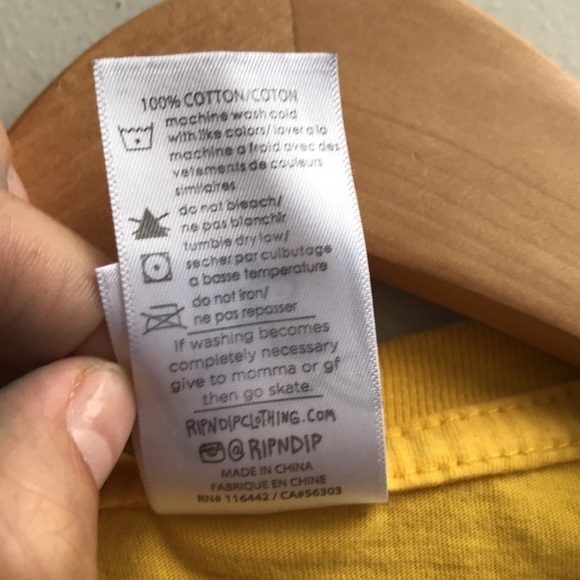 100% COTTON/COTON
machine wash cold
with like colors/ laver a la
machine a froid avec des
vetements de couleurs
similaires
do not bleach/
ne pas blanchir
tumble dry low/
secher par culbutage
a basse temperature
do not iron/
ne pas repasser
If washing becomes
completely necessary
give to momma or gf
then go skate.
RIPNDIPCLOTHING.COM
@RIPNDIP
MADE IN CHINA
FABRIQUE EN CHINE
RN# 116442 / CA#56303